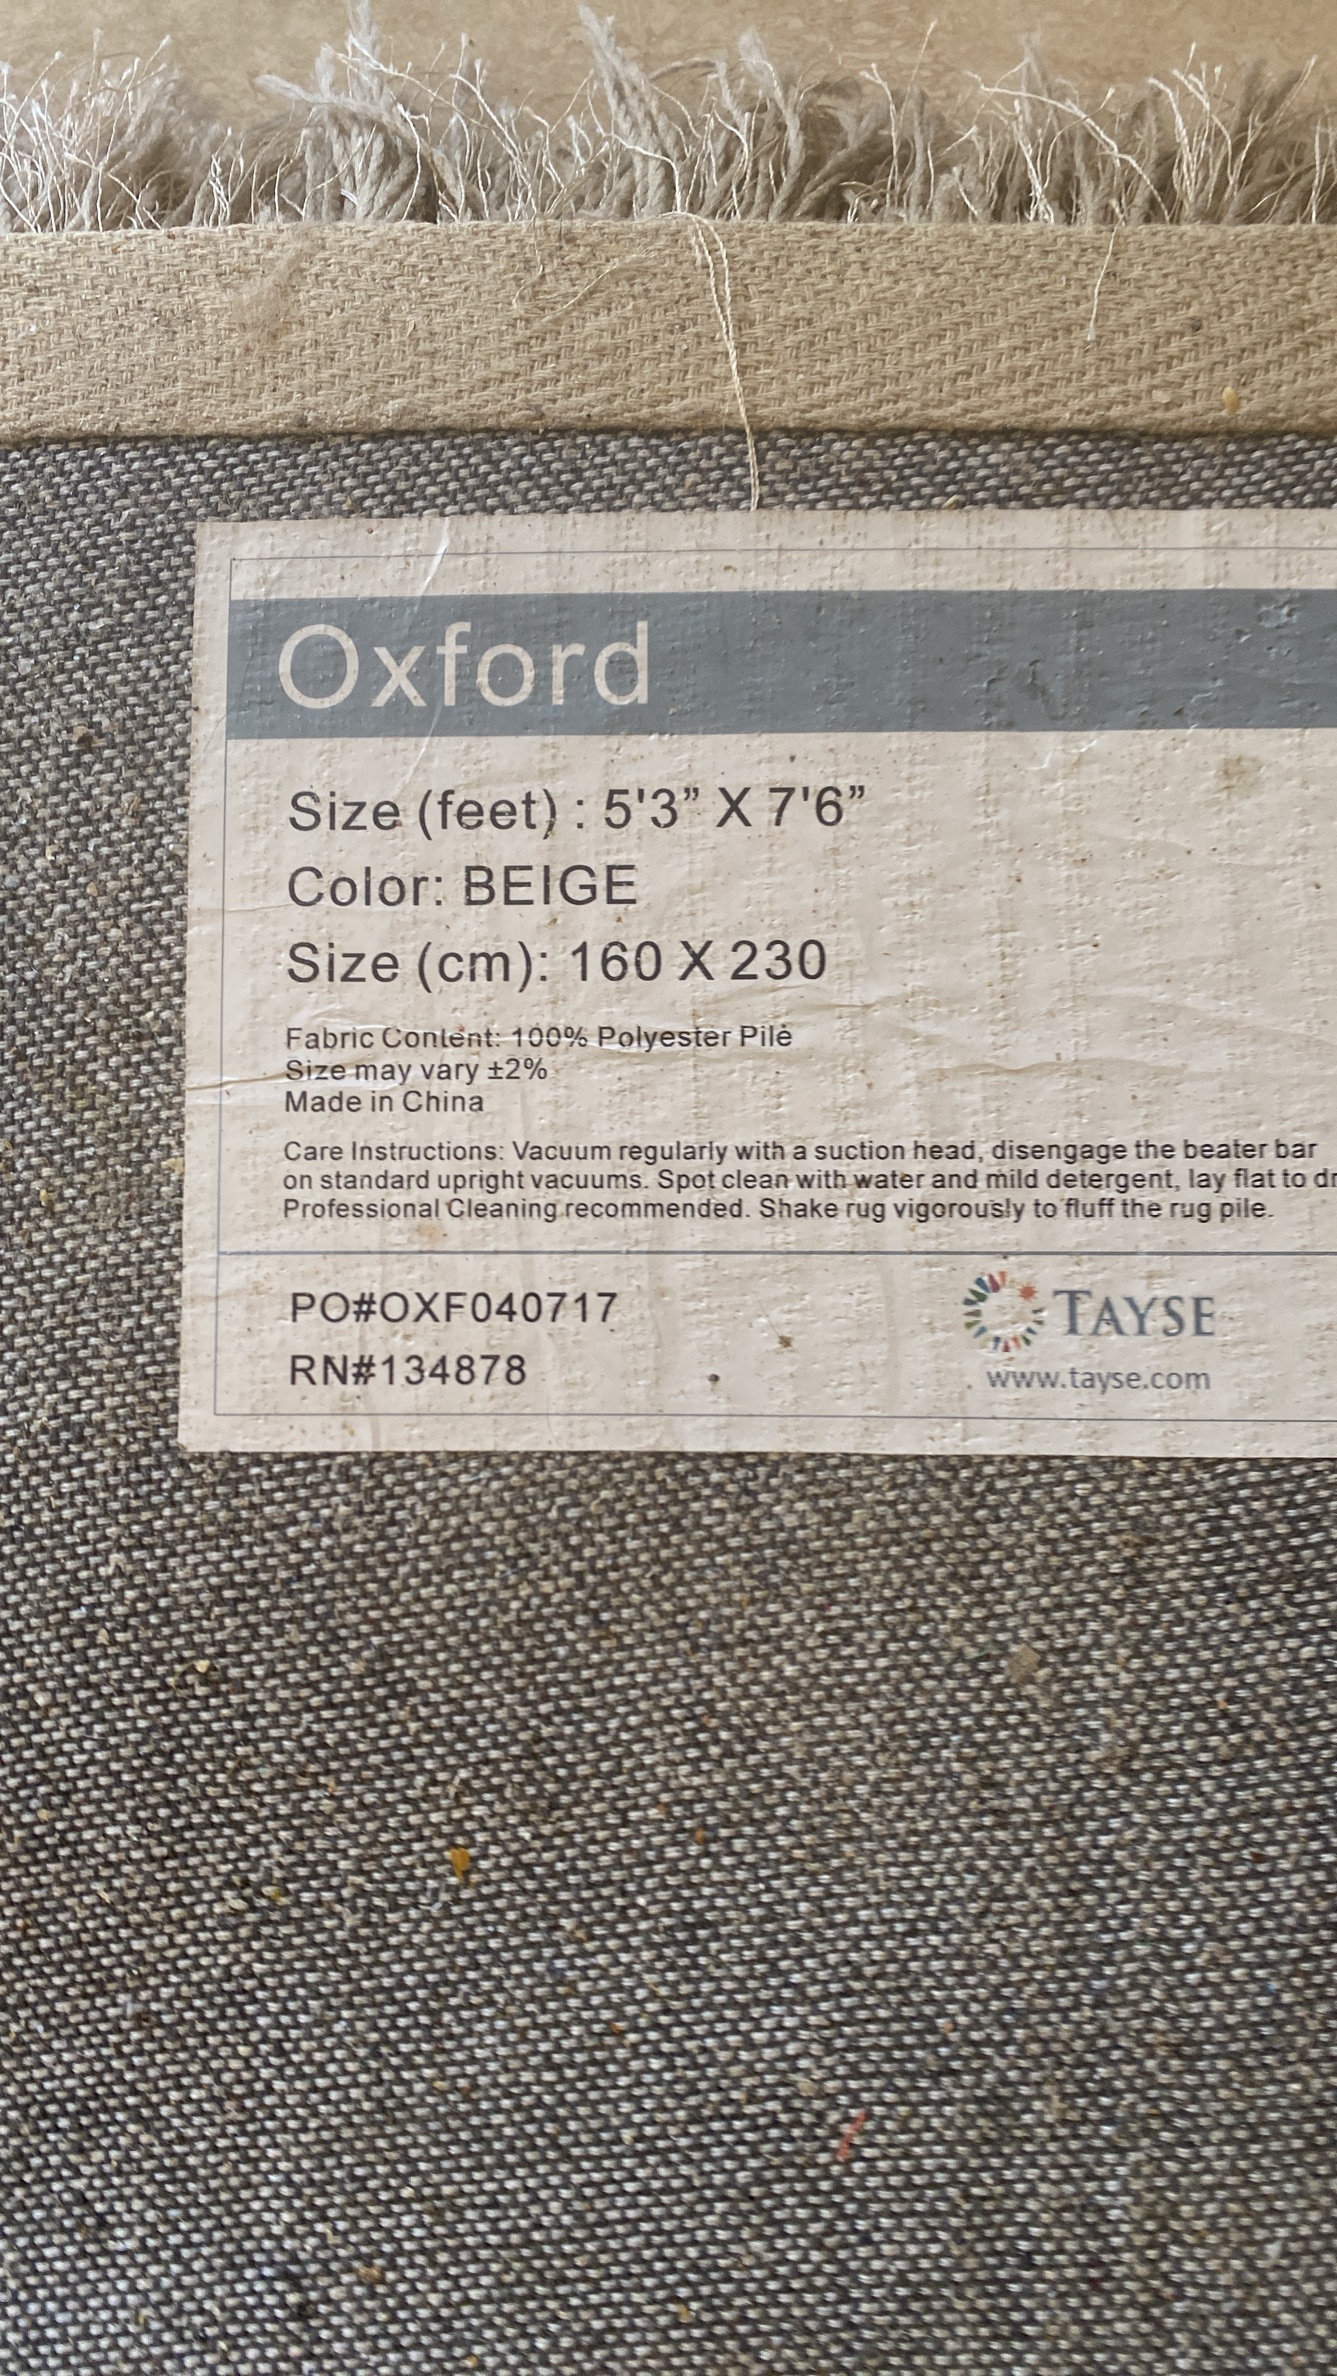 Oxford
Size (feet) : 5'3” X 7'6”
Color: BEIGE
Size (cm): 160 X 230
Fabric Content: 100% Polyester Pile
Size may vary ±2%
Made in China
Care Instructions: Vacuum regularly with a suction head, disengage the beater bar
on standard upright vacuums. Spot clean with water and mild detergent, lay flat to
Professional Cleaning recommended. Shake rug vigorously to fluff the rug pile.
PO#OXF040717
RN#134878
TAYSE
www.tayse.com